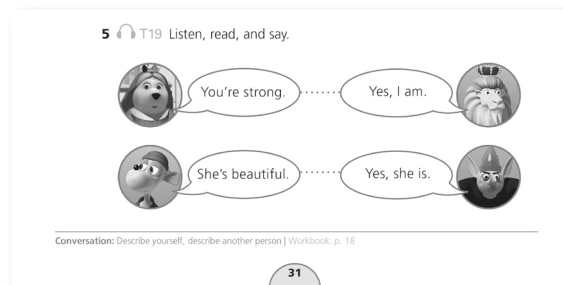 5 T19 Listen, read, and say.
You're strong. Yes, I am.
She's beautiful. Yes, she is.
Conversation: Describe yourself, describe another person | Workbook: p. 18
31